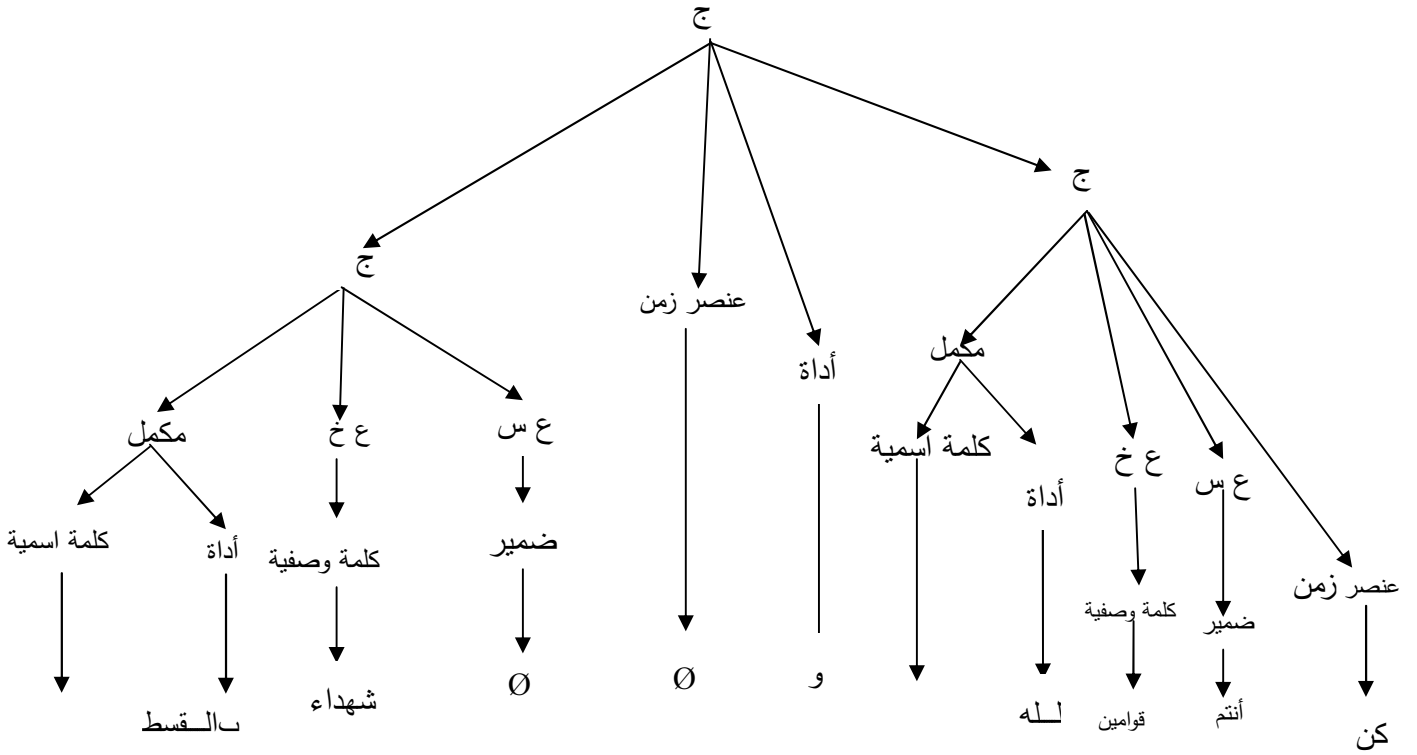 ج
ج
ج
عنصر زمن
أداة
مكمل
ع س
ع خ
مكمل
كلمة اسمية
ع خ
ع س
أداة
عنصر زمن
ضمير
كلمة وصفية
أداة
كلمة اسمية
كلمة وصفية
ضمير
كن
أنتم
قوامين
لـلـه
و
Ø
Ø
شهداء
بالـقسط